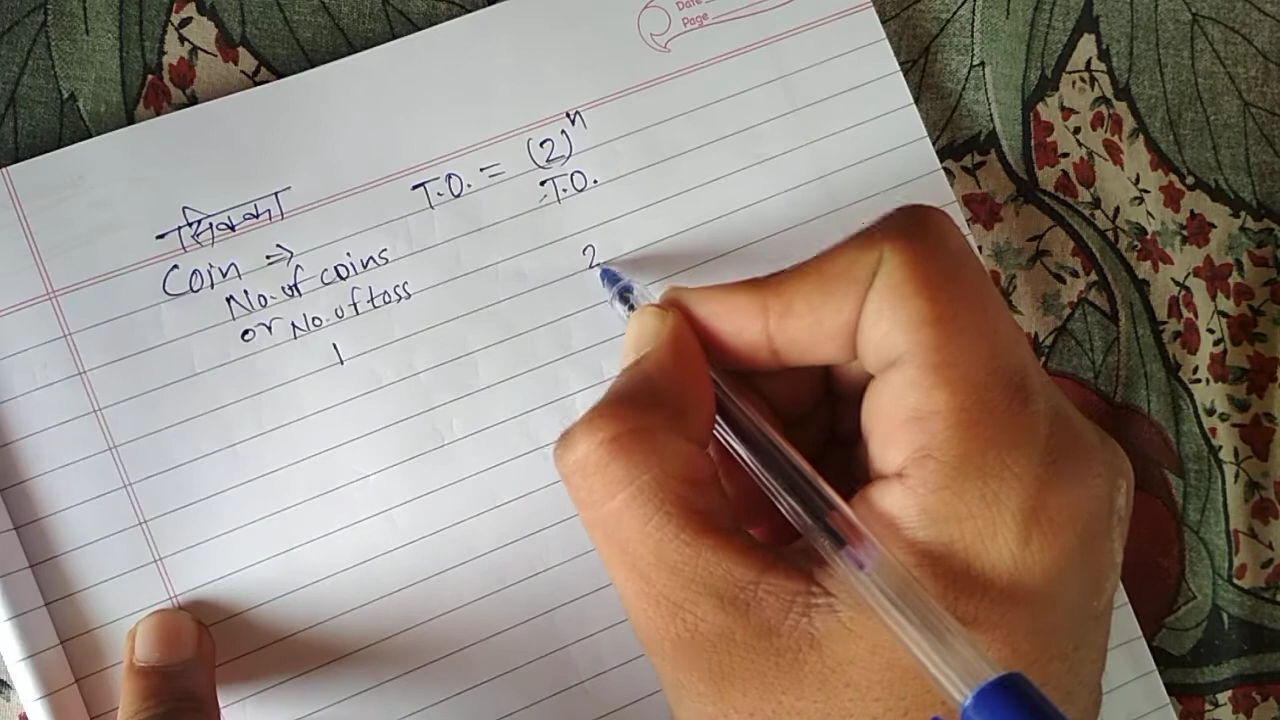 Date
Page
सिक्का
T.O. = (2)ⁿ
T.O.
Coin ⇒
No. of coins
or No. of toss
1
2